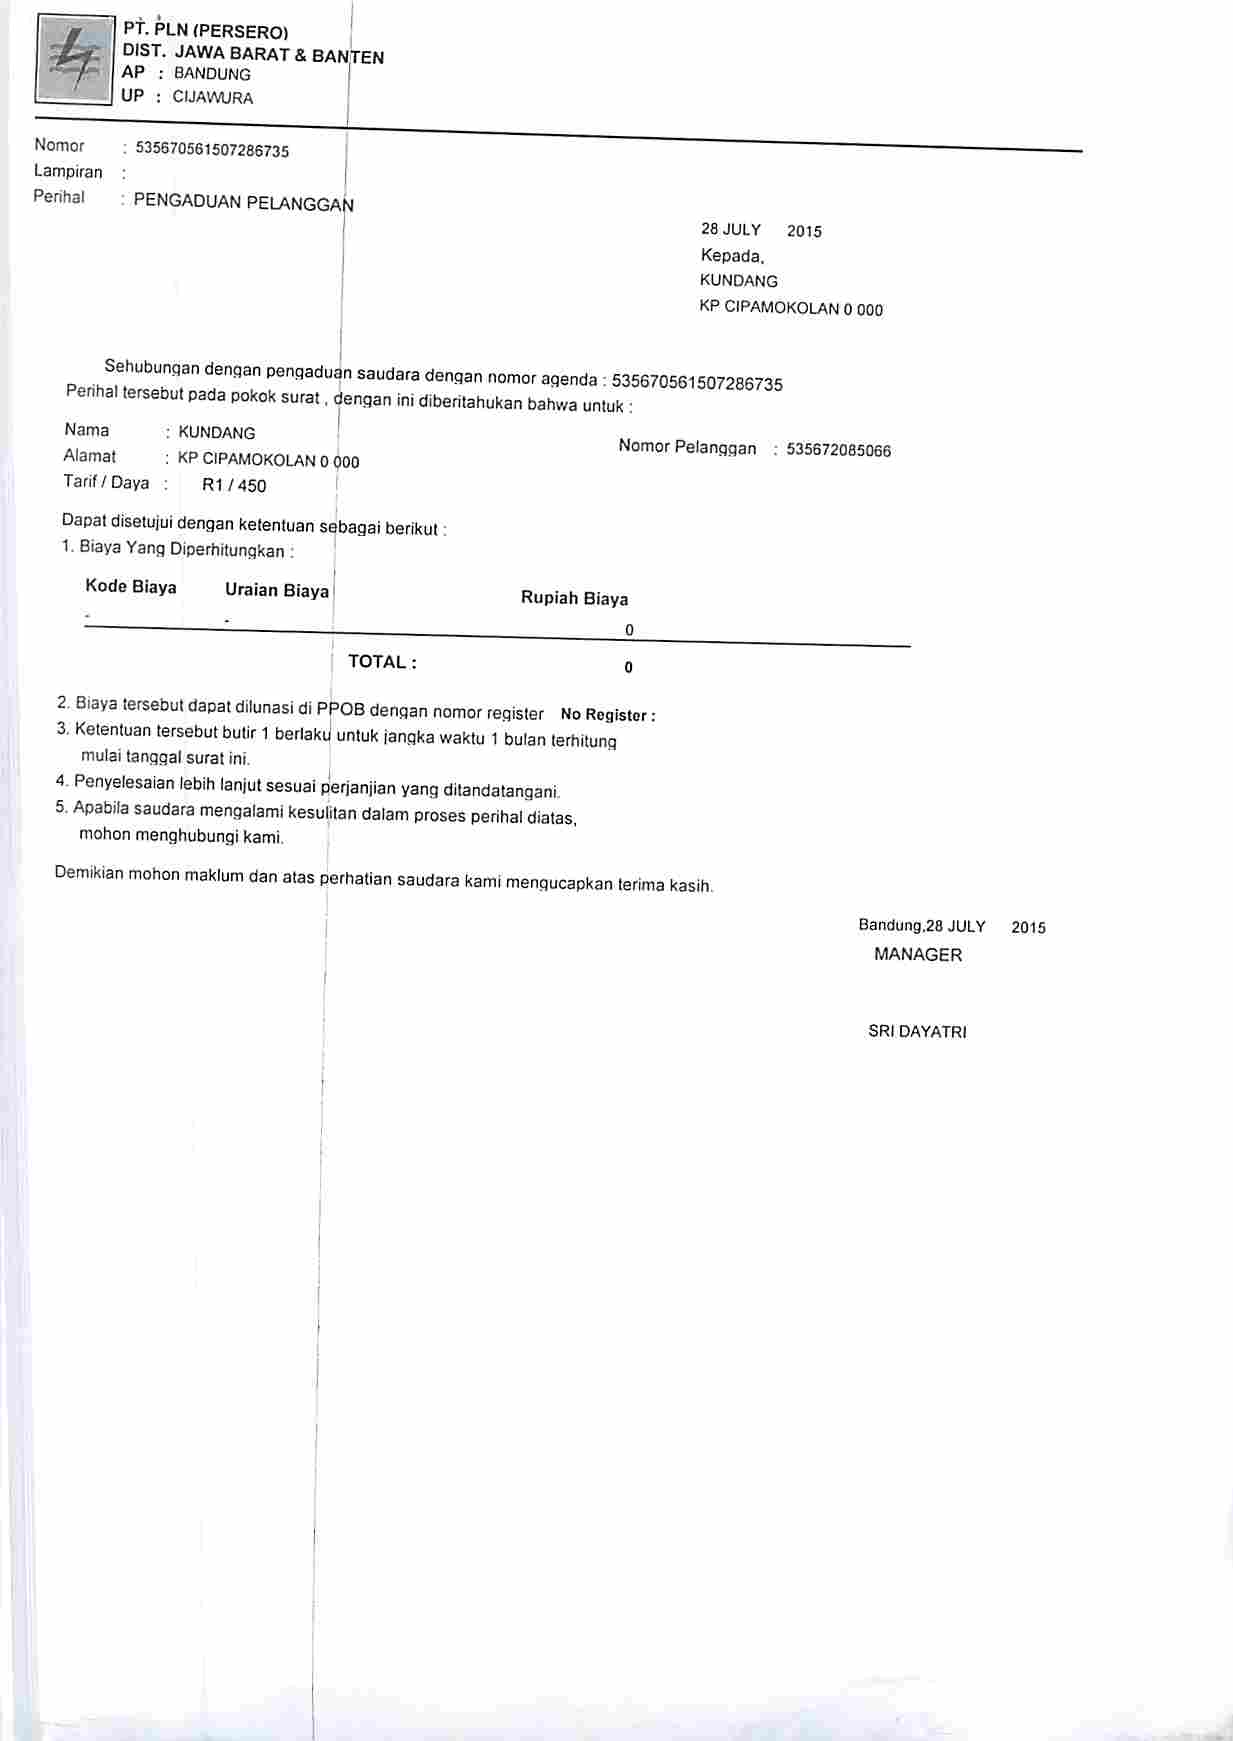 PT. PLN (PERSERO)
DIST. JAWA BARAT & BANTEN
AP : BANDUNG
UP : CIJAWURA
Nomor : 535670561507286735
Lampiran :
Perihal : PENGADUAN PELANGGAN
28 JULY 2015
Kepada,
KUNDANG
KP CIPAMOKOLAN 0 000
Sehubungan dengan pengaduan saudara dengan nomor agenda : 535670561507286735
Perihal tersebut pada pokok surat , dengan ini diberitahukan bahwa untuk :
Nama : KUNDANG
Nomor Pelanggan : 535672085066
Alamat : KP CIPAMOKOLAN 0 000
Tarif / Daya : R1 / 450
Dapat disetujui dengan ketentuan sebagai berikut :
1. Biaya Yang Diperhitungkan :
Kode Biaya Uraian Biaya Rupiah Biaya
- - 0
TOTAL : 0
2. Biaya tersebut dapat dilunasi di PPOB dengan nomor register No Register :
3. Ketentuan tersebut butir 1 berlaku untuk jangka waktu 1 bulan terhitung
mulai tanggal surat ini.
4. Penyelesaian lebih lanjut sesuai perjanjian yang ditandatangani.
5. Apabila saudara mengalami kesulitan dalam proses perihal diatas,
mohon menghubungi kami.
Demikian mohon maklum dan atas perhatian saudara kami mengucapkan terima kasih.
Bandung,28 JULY 2015
MANAGER
SRI DAYATRI